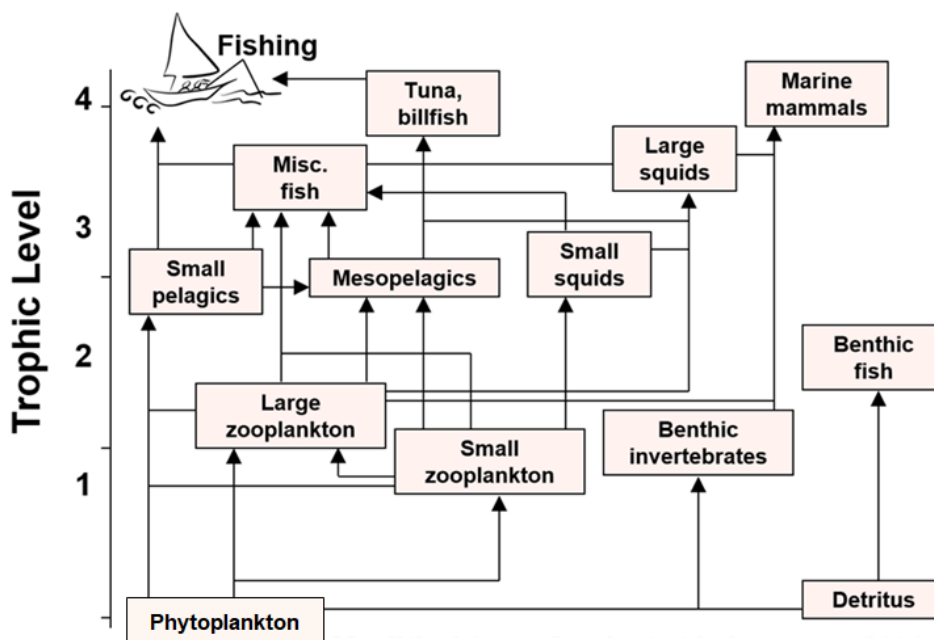 Fishing
Tuna,
billfish
Marine
mammals
4
Large
squids
Misc.
fish
3
Small
squids
Small
pelagics
Mesopelagics
Trophic Level
2
Benthic
fish
Large
zooplankton
Benthic
invertebrates
Small
zooplankton
1
Detritus
Phytoplankton